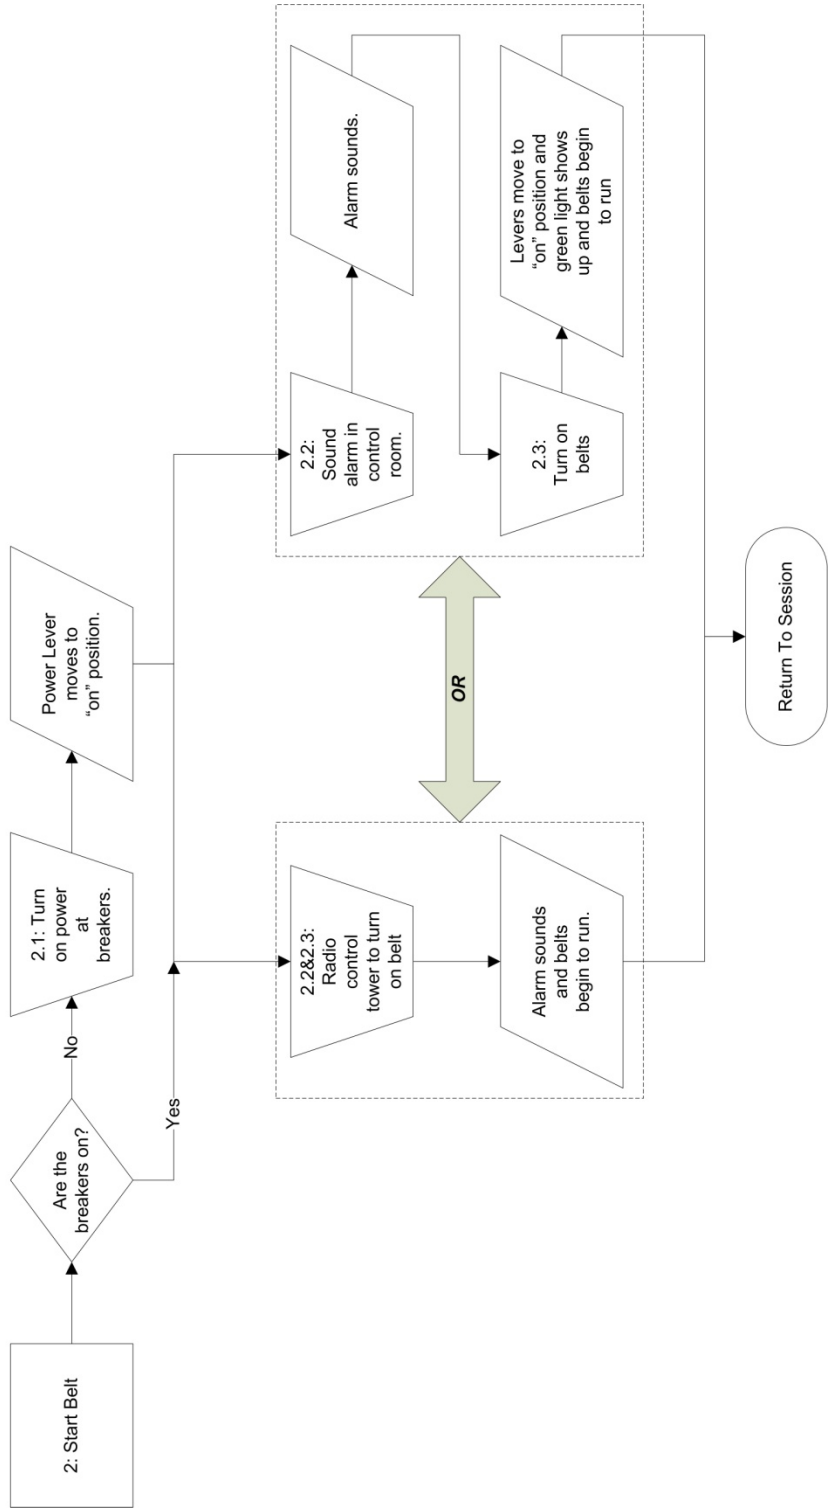 2: Start Belt
Are the
breakers on?
No
Yes
2.1: Turn
on power
at
breakers.
Power Lever
moves to
“on” position.
2.2&2.3:
Radio
control
tower to turn
on belt
Alarm sounds
and belts
begin to run.
OR
2.2:
Sound
alarm in
control
room.
Alarm sounds.
2.3:
Turn on
belts
Levers move to
“on” position and
green light shows
up and belts begin
to run
Return To Session